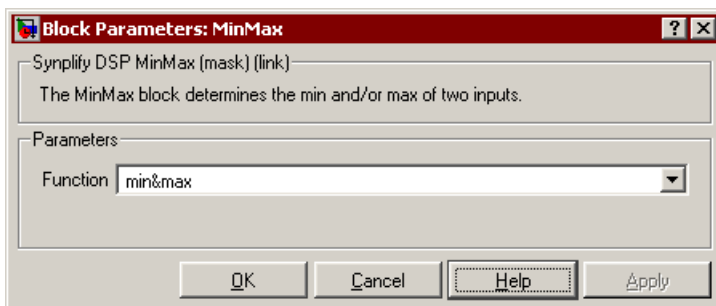 Block Parameters: MinMax
Synplify DSP MinMax (mask) (link)
The MinMax block determines the min and/or max of two inputs.
Parameters
Function min&max
OK Cancel Help Apply